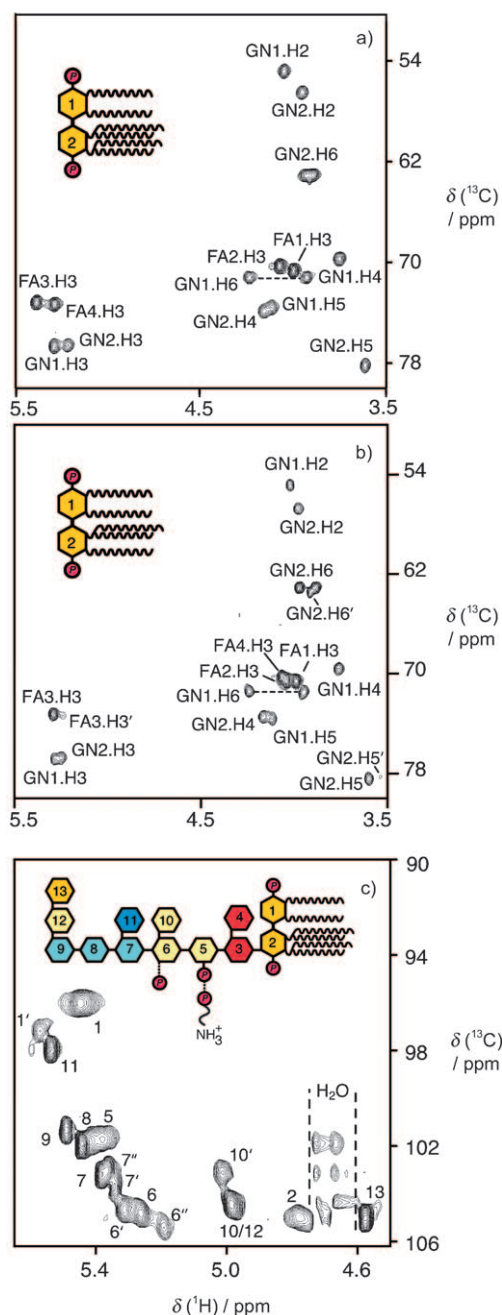 a)
54
GN1.H2
GN2.H2
P
1
2
P
62
GN2.H6
δ (¹³C)
/ ppm
FA1.H3
FA2.H3
70
FA3.H3
GN1.H6
GN1.H4
FA4.H3
GN1.H5
GN2.H4
GN2.H3
GN2.H5
GN1.H3
78
5.5
4.5
3.5
b)
GN1.H2
54
P
1
2
P
GN2.H2
GN2.H6
62
GN2.H6′
δ (¹³C)
/ ppm
FA4.H3
FA1.H3
FA2.H3
70
FA3.H3
GN1.H6
GN1.H4
FA3.H3′
GN2.H4
GN1.H5
GN2.H3
GN2.H5′
GN1.H3
GN2.H5
78
5.5
4.5
3.5
90
c)
13
4
P
1
12
11
10
9
8
7
6
5
3
2
94
P
P
P
P
NH₃⁺
1′
1
δ (¹³C)
/ ppm
11
98
H₂O
9
8
5
102
7″
10′
7
7′
6
2
13
6′
6″
10/12
106
5.4
5.0
4.6
δ (¹H) / ppm